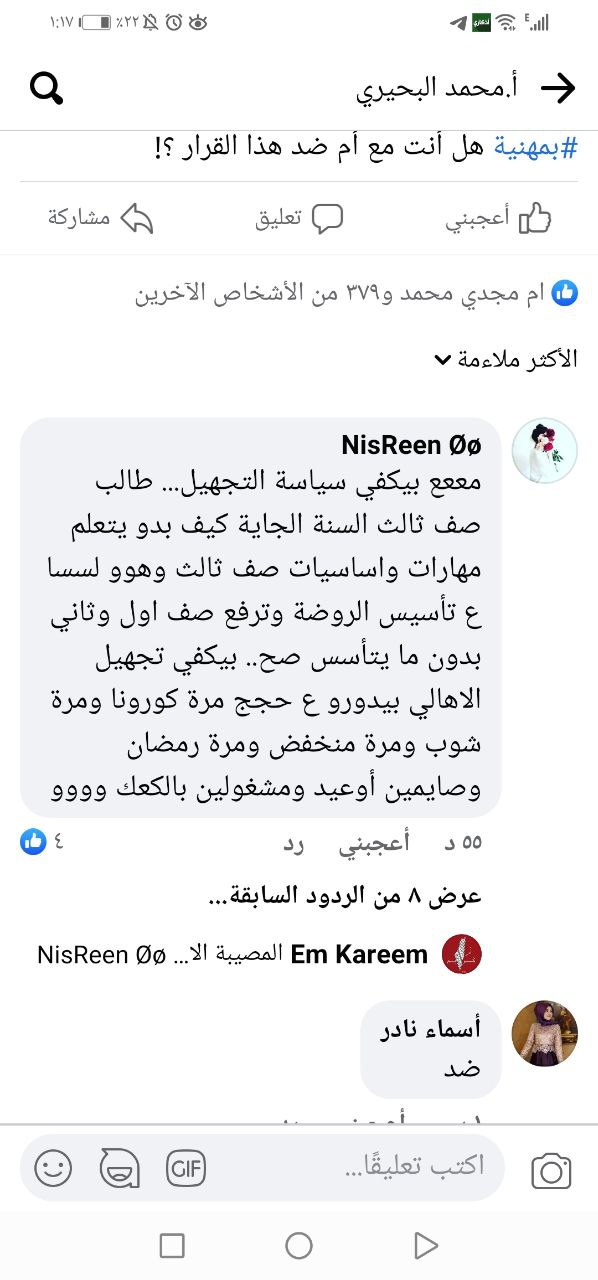 ١:١٧ ٪٢٢
أ.محمد البحيري
#بمهنية هل أنت مع أم ضد هذا القرار ؟!
أعجبني تعليق مشاركة
ام مجدي محمد و٣٧٩ من الأشخاص الآخرين
الأكثر ملاءمة
NisReen Øø
مععع بيكفي سياسة التجهيل... طالب
صف ثالث السنة الجاية كيف بدو يتعلم
مهارات واساسيات صف ثالث وهوو لسسا
ع تأسيس الروضة وترفع صف اول وثاني
بدون ما يتأسس صح.. بيكفي تجهيل
الاهالي بيدورو ع حجج مرة كورونا ومرة
شوب ومرة منخفض ومرة رمضان
وصايمين أوعيد ومشغولين بالكعك وووو
٥٥ د أعجبني رد ٤
عرض ٨ من الردود السابقة...
Em Kareem NisReen Øø المصيبة الا...
أسماء نادر
ضد
اكتب تعليقًا...
GIF